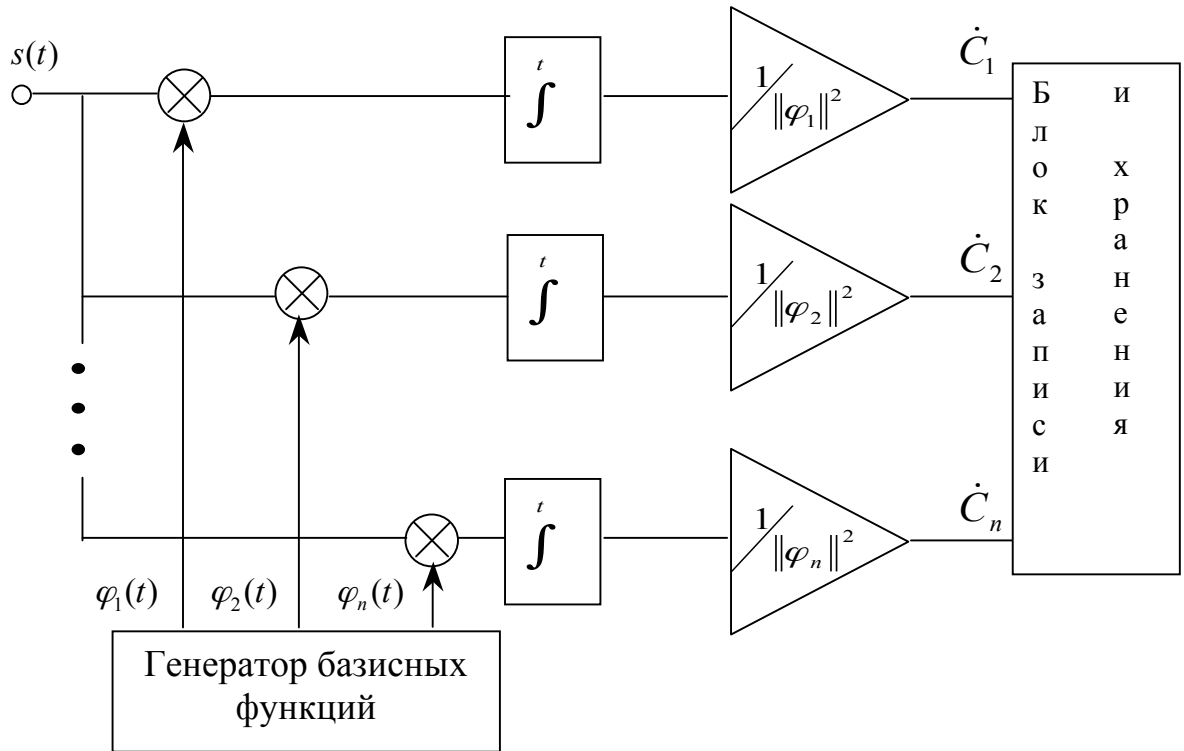 s(t)
t
∫
1/‖φ₁‖²
Ċ₁
Блок записи
и хранения
t
∫
1/‖φ₂‖²
Ċ₂
t
∫
1/‖φₙ‖²
Ċₙ
φ₁(t) φ₂(t) φₙ(t)
Генератор базисных
функций